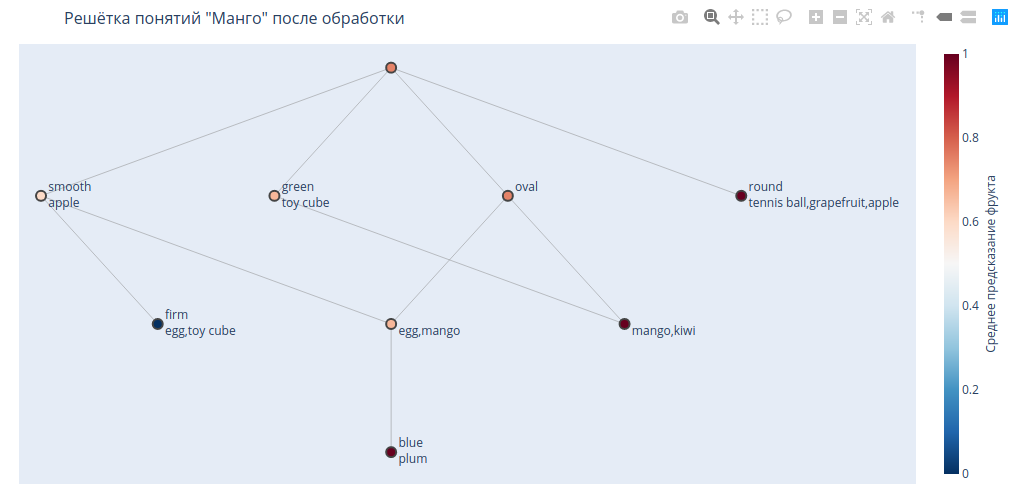 Решётка понятий "Манго" после обработки
smooth
apple
green
toy cube
oval
round
tennis ball,grapefruit,apple
firm
egg,toy cube
egg,mango
mango,kiwi
blue
plum
1
0.8
0.6
0.4
0.2
0
Среднее предсказание фрукта